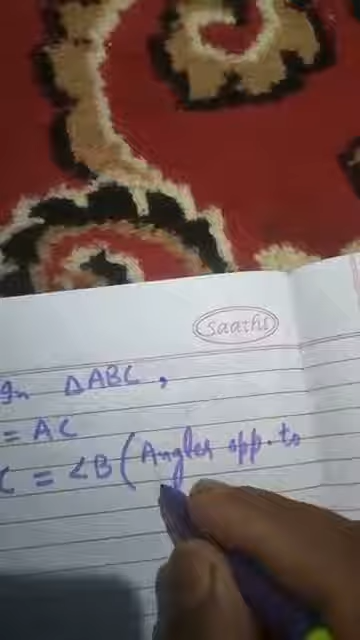 saathi
In ΔABC,
= AC
C = ∠B (Angles opp. to